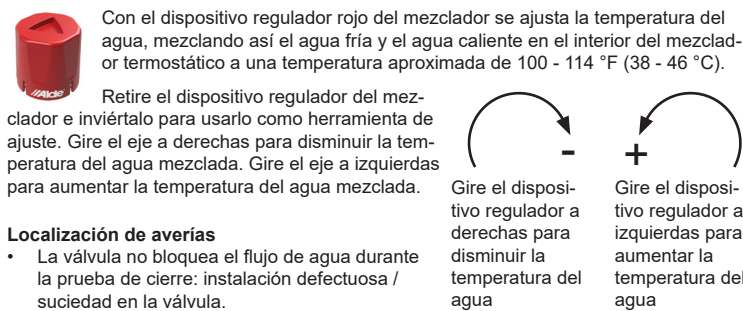 Con el dispositivo regulador rojo del mezclador se ajusta la temperatura del
agua, mezclando así el agua fría y el agua caliente en el interior del mezclad-
or termostático a una temperatura aproximada de 100 - 114 °F (38 - 46 °C).
Alde
Retire el dispositivo regulador del mez-
clador e inviértalo para usarlo como herramienta de
ajuste. Gire el eje a derechas para disminuir la tem-
peratura del agua mezclada. Gire el eje a izquierdas
para aumentar la temperatura del agua mezclada.
Localización de averías
• La válvula no bloquea el flujo de agua durante
la prueba de cierre: instalación defectuosa /
suciedad en la válvula.
-
Gire el disposi-
tivo regulador a
derechas para
disminuir la
temperatura del
agua
+
Gire el disposi-
tivo regulador a
izquierdas para
aumentar la
temperatura del
agua